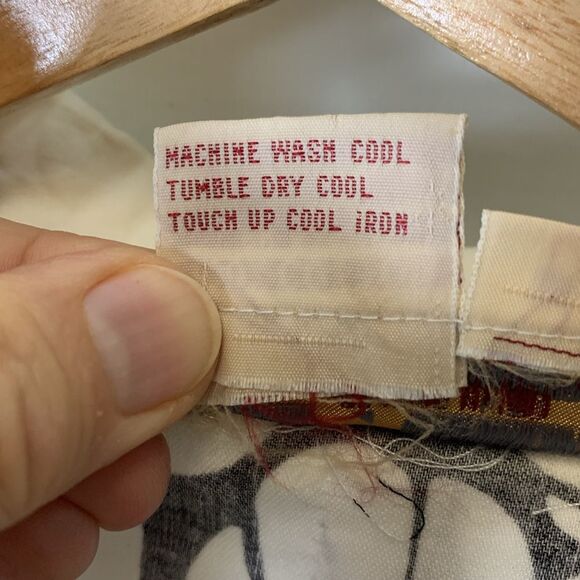 MACHINE WASH COOL
TUMBLE DRY COOL
TOUCH UP COOL IRON